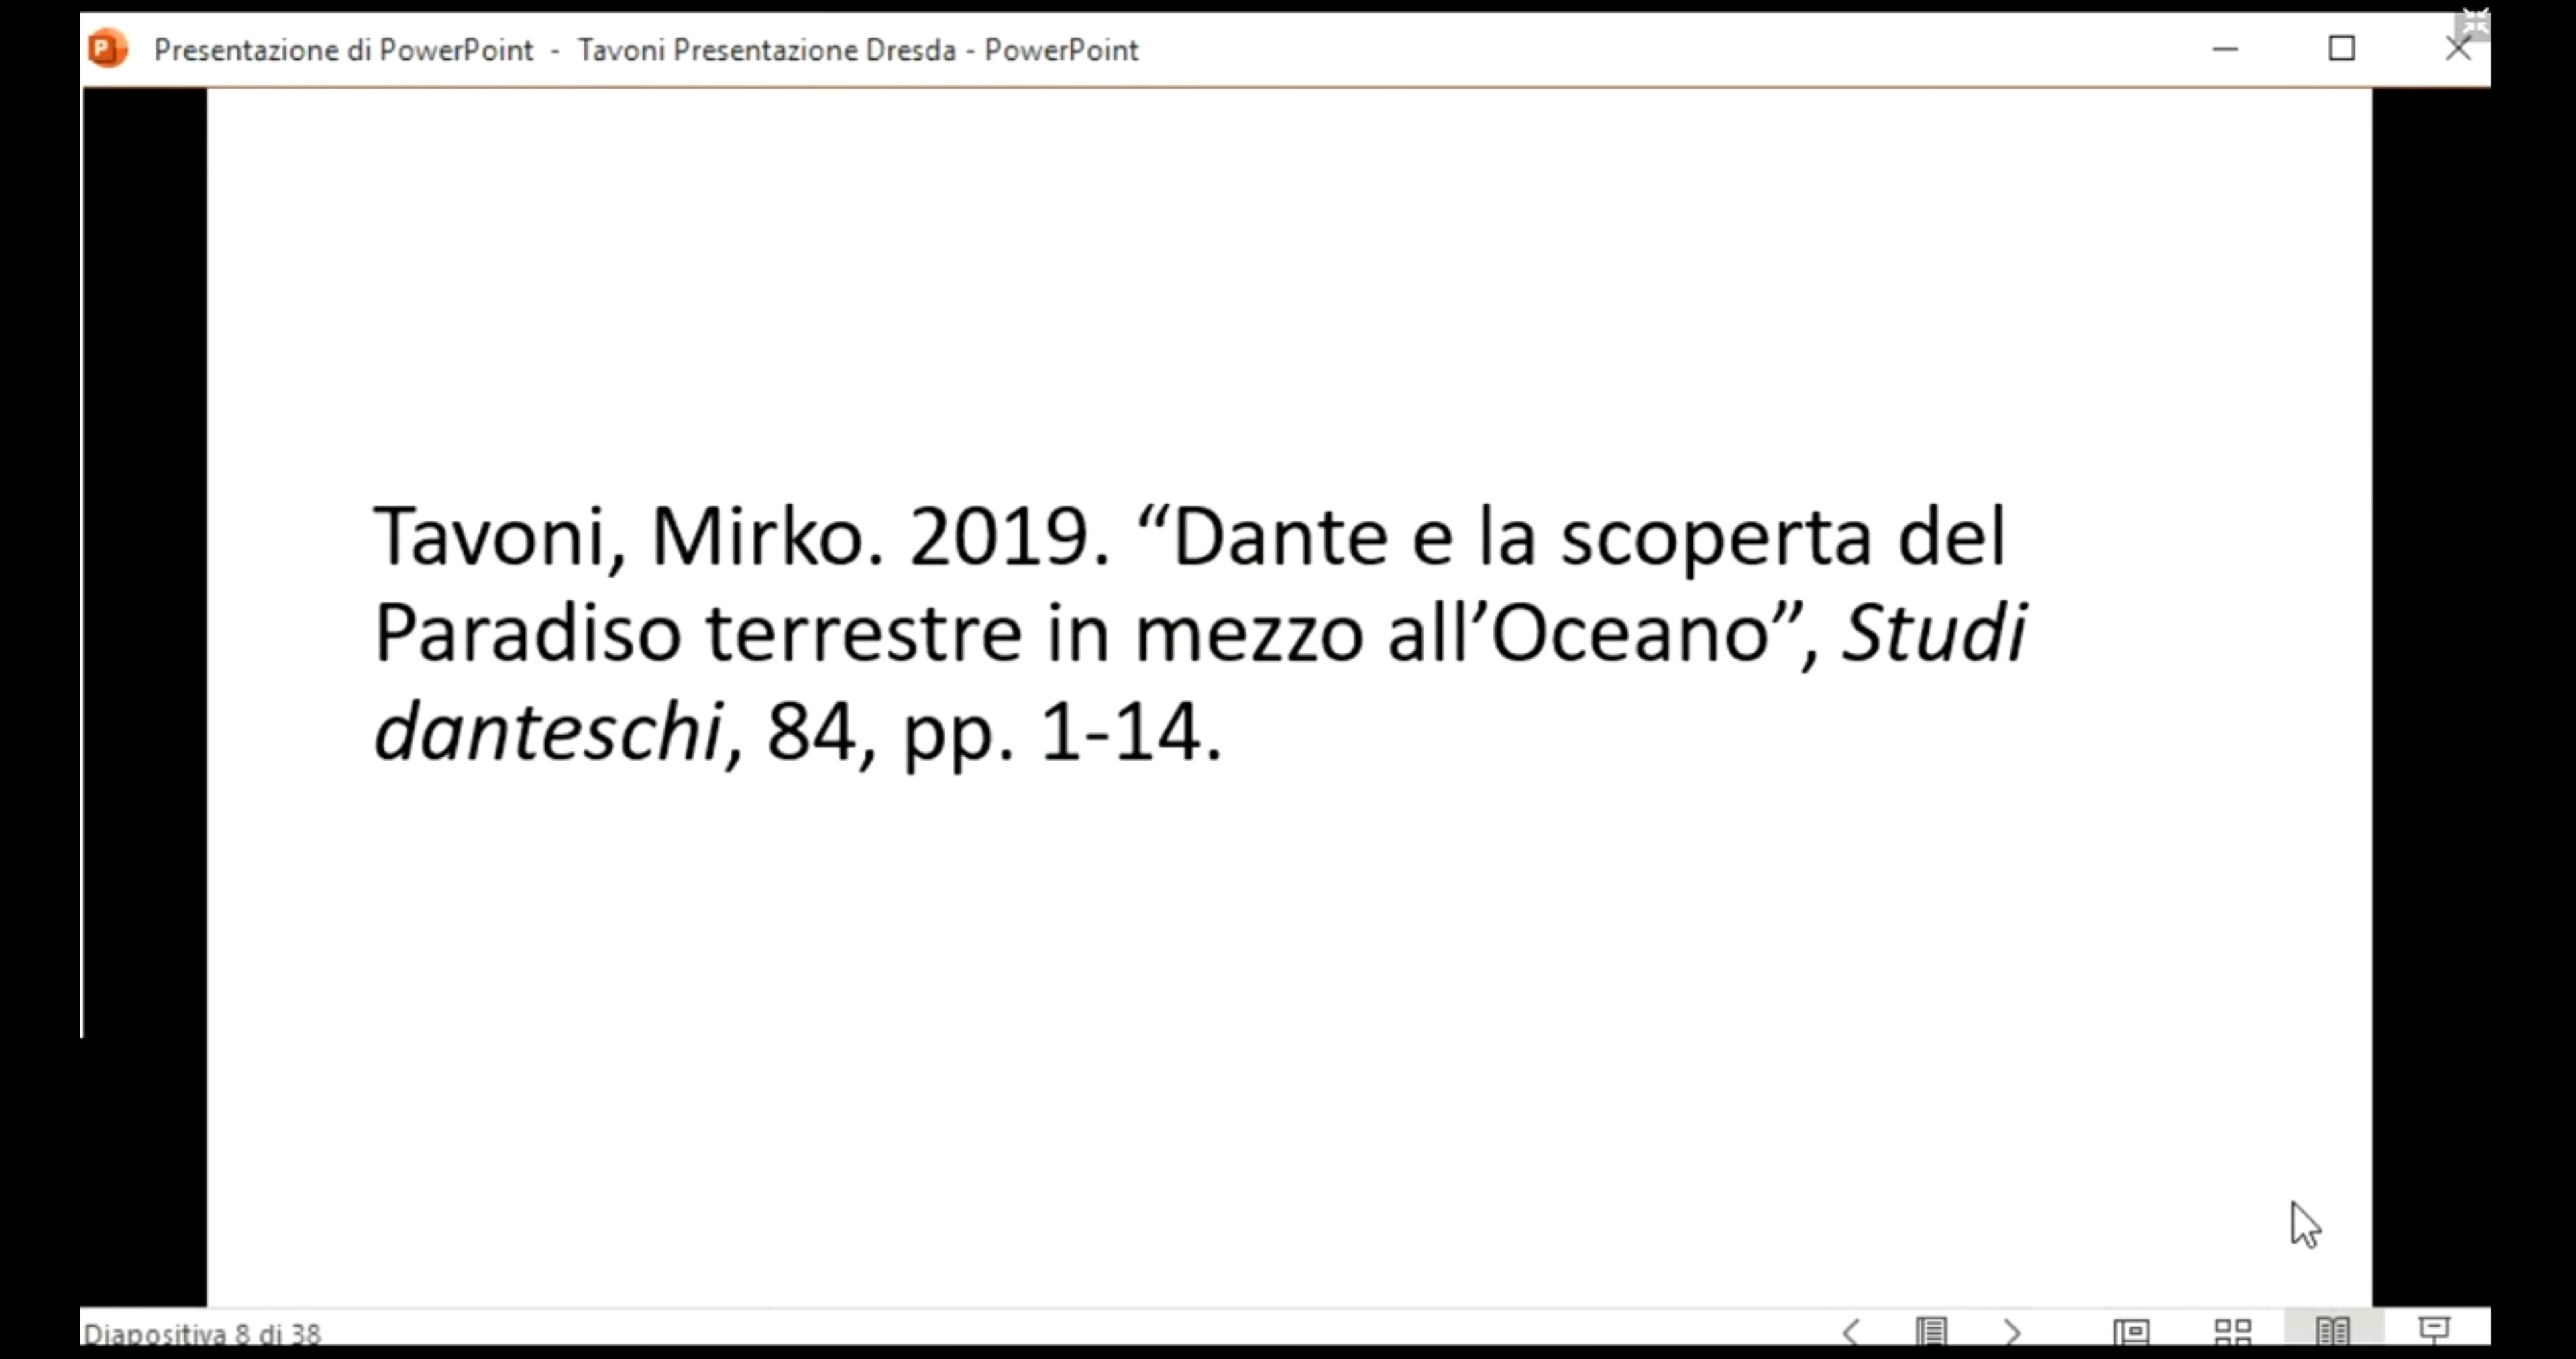 Presentazione di PowerPoint - Tavoni Presentazione Dresda - PowerPoint
Tavoni, Mirko. 2019. “Dante e la scoperta del
Paradiso terrestre in mezzo all’Oceano”, Studi
danteschi, 84, pp. 1-14.
Diapositiva 8 di 38